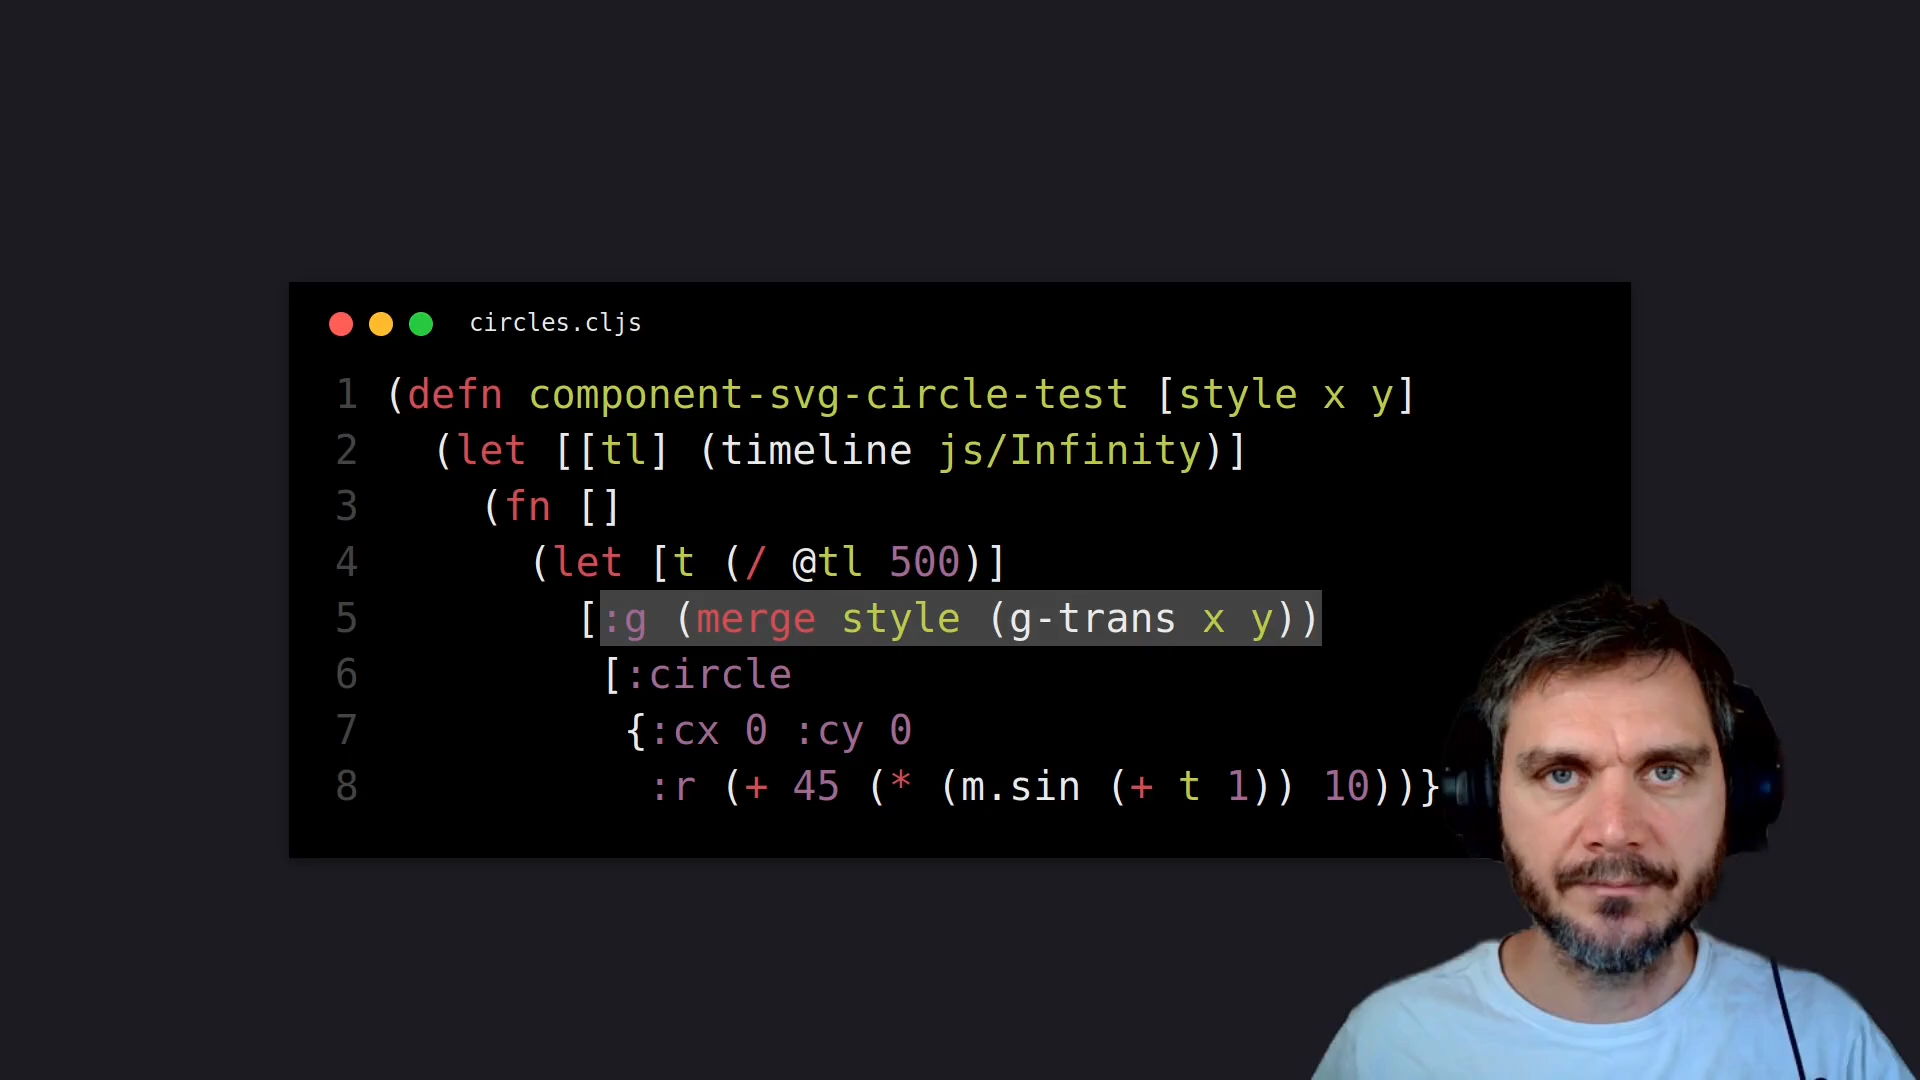 circles.cljs
1 (defn component-svg-circle-test [style x y]
2 (let [[tl] (timeline js/Infinity)]
3 (fn []
4 (let [t (/ @tl 500)]
5 [:g (merge style (g-trans x y))
6 [:circle
7 {:cx 0 :cy 0
8 :r (+ 45 (* (m.sin (+ t 1)) 10))}